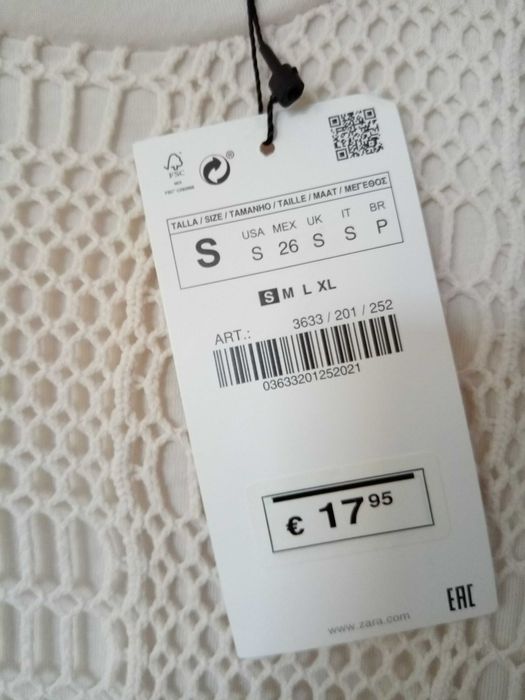 FSC
®
TALLA / SIZE / TAMANHO / TAILLE / MAAT / ΜΕΓΕΘΟΣ
S USA MEX UK IT BR
S 26 S S P
S M L XL
ART.: 3633 / 201 / 252
03633201252021
€ 17 95
EAC
www.zara.com